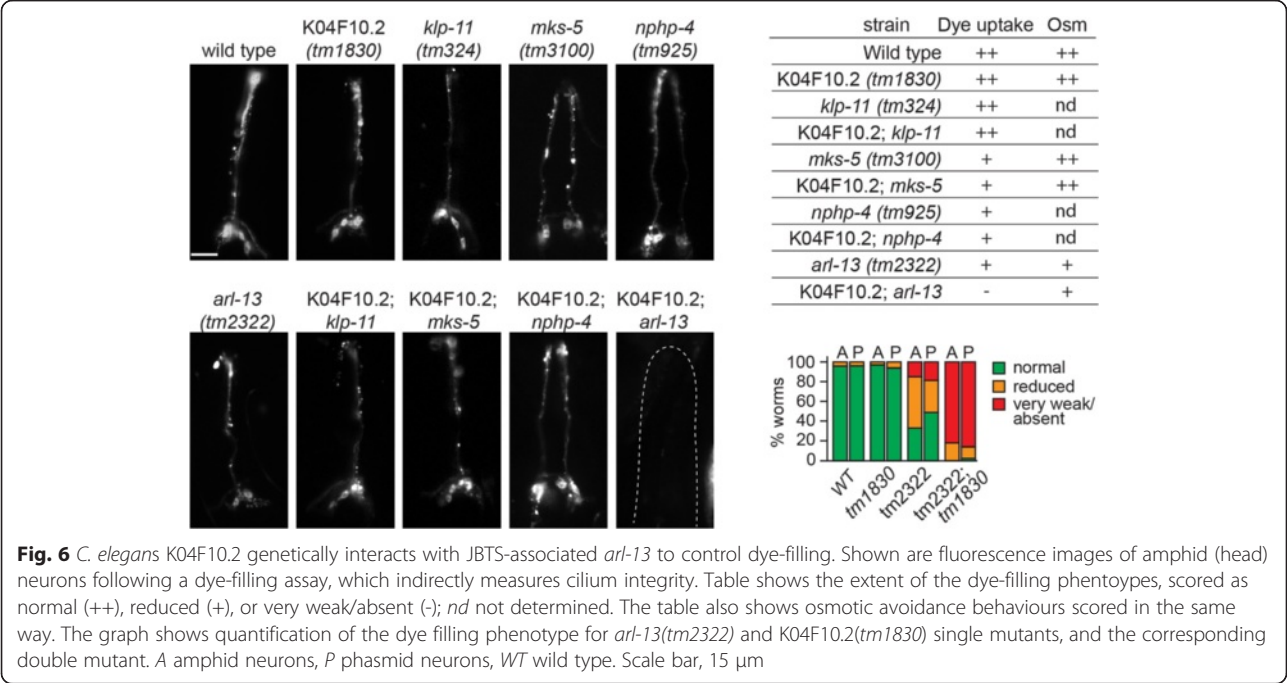 wild type
K04F10.2
(tm1830)
klp-11
(tm324)
mks-5
(tm3100)
nphp-4
(tm925)
arl-13
(tm2322)
K04F10.2;
klp-11
K04F10.2;
mks-5
K04F10.2;
nphp-4
K04F10.2;
arl-13
strain Dye uptake Osm
Wild type ++ ++
K04F10.2 (tm1830) ++ ++
klp-11 (tm324) ++ nd
K04F10.2; klp-11 ++ nd
mks-5 (tm3100) + ++
K04F10.2; mks-5 + ++
nphp-4 (tm925) + nd
K04F10.2; nphp-4 + nd
arl-13 (tm2322) + +
K04F10.2; arl-13 - +
A P A P A P A P
100
80
60
40
20
0
% worms
WT
tm1830
tm2322
tm2322;
tm1830
normal
reduced
very weak/
absent
Fig. 6 C. elegans K04F10.2 genetically interacts with JBTS-associated arl-13 to control dye-filling. Shown are fluorescence images of amphid (head)
neurons following a dye-filling assay, which indirectly measures cilium integrity. Table shows the extent of the dye-filling phentoypes, scored as
normal (++), reduced (+), or very weak/absent (-); nd not determined. The table also shows osmotic avoidance behaviours scored in the same
way. The graph shows quantification of the dye filling phenotype for arl-13(tm2322) and K04F10.2(tm1830) single mutants, and the corresponding
double mutant. A amphid neurons, P phasmid neurons, WT wild type. Scale bar, 15 μm